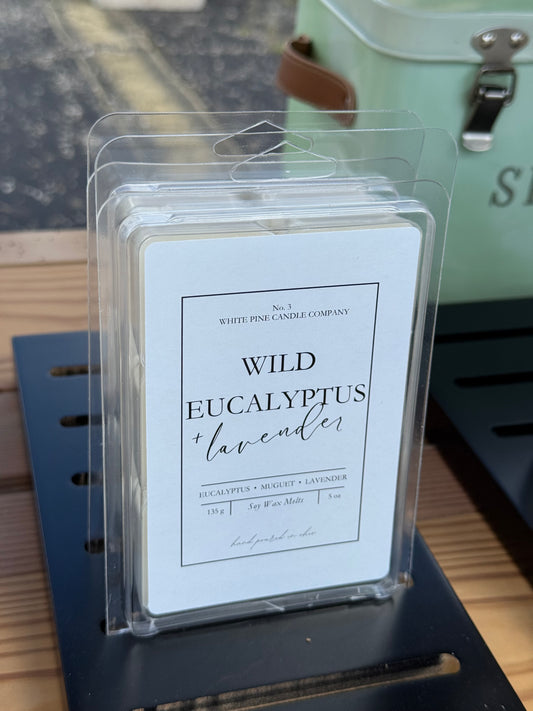 No. 3
WHITE PINE CANDLE COMPANY
WILD
EUCALYPTUS
+ lavender
EUCALYPTUS • MUGUET • LAVENDER
135 g Soy Wax Melts 5 oz
hand poured in ohio
S